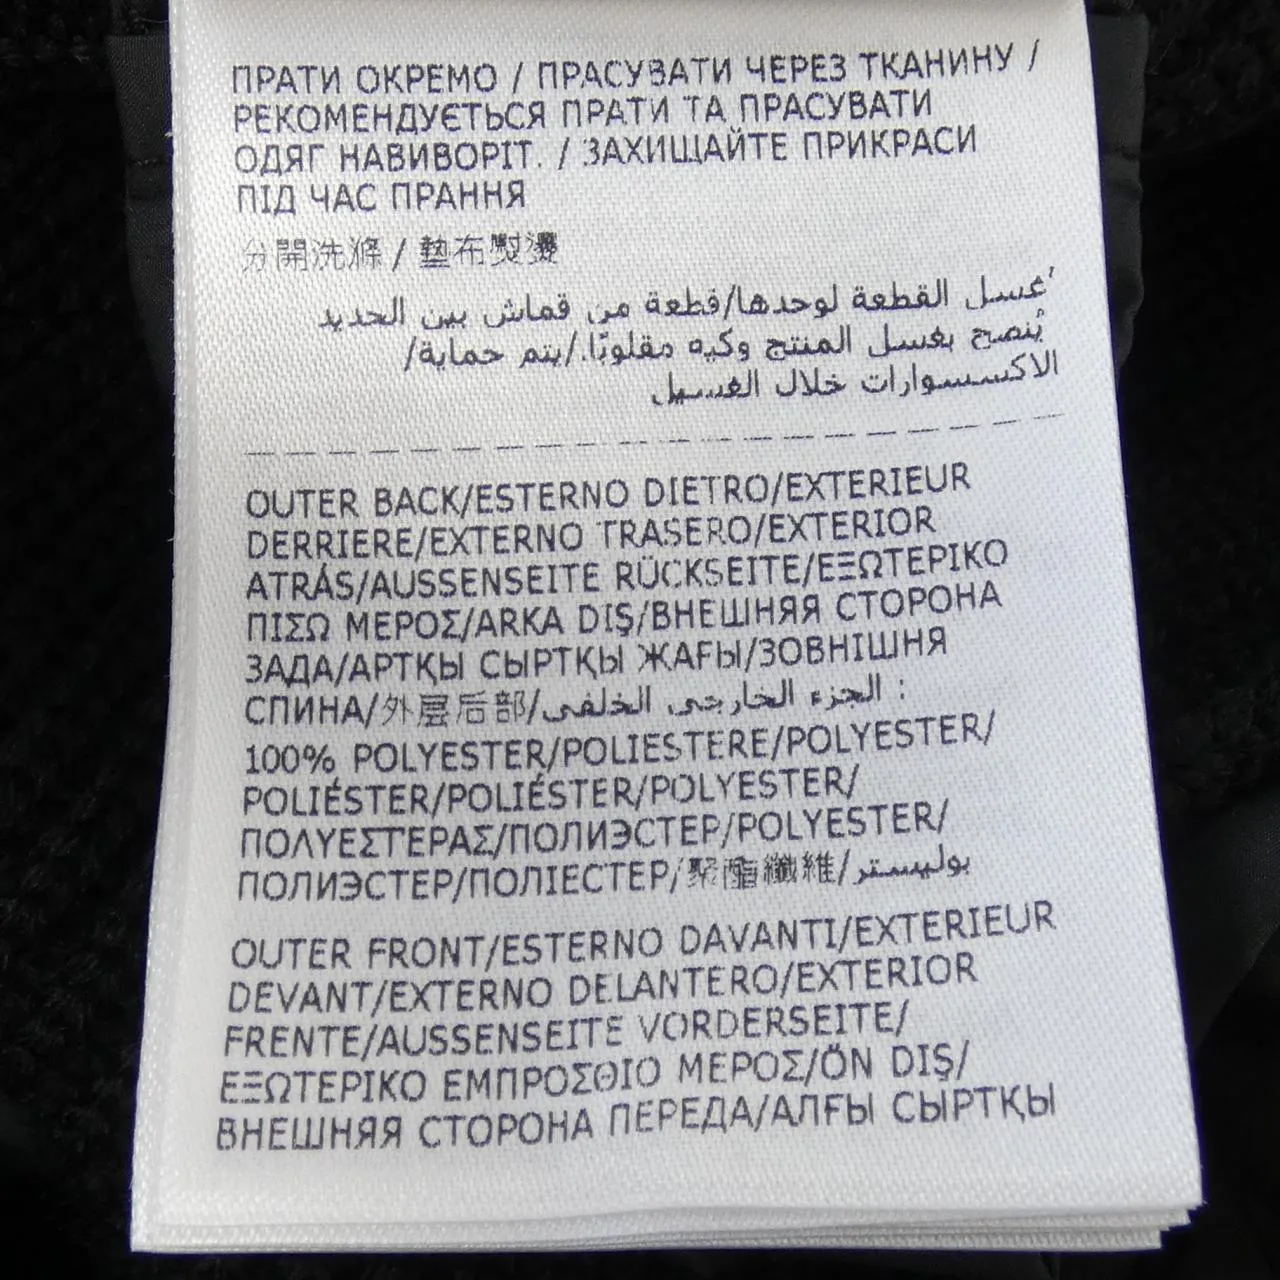 ПРАТИ ОКРЕМО / ПРАСУВАТИ ЧЕРЕЗ ТКАНИНУ /
РЕКОМЕНДУЄТЬСЯ ПРАТИ ТА ПРАСУВАТИ
ОДЯГ НАВИВОРІТ. / ЗАХИЩАЙТЕ ПРИКРАСИ
ПІД ЧАС ПРАННЯ
分開洗滌 / 墊布熨燙
ُغسل القطعة لوحدها/قطعة من قماش بين الحديد
يُنصح بغسل المنتج وكيه مقلوبًا./يتم حماية/
الاكسسوارات خلال الغسيل
OUTER BACK/ESTERNO DIETRO/EXTERIEUR
DERRIERE/EXTERNO TRASERO/EXTERIOR
ATRÁS/AUSSENSEITE RÜCKSEITE/ΕΞΩΤΕΡΙΚΟ
ΠΙΣΩ ΜΕΡΟΣ/ARKA DIŞ/ВНЕШНЯЯ СТОРОНА
ЗАДА/АРТҚЫ СЫРТҚЫ ЖАҒЫ/ЗОВНІШНЯ
СПИНА/外層后部/الجزء الخارجى الخلفى :
100% POLYESTER/POLIESTERE/POLYESTER/
POLIÉSTER/POLIÉSTER/POLYESTER/
ΠΟΛΥΕΣΤΕΡΑΣ/ПОЛИЭСТЕР/POLYESTER/
ПОЛИЭСТЕР/ПОЛІЕСТЕР/聚酯纖維/بوليستر
OUTER FRONT/ESTERNO DAVANTI/EXTERIEUR
DEVANT/EXTERNO DELANTERO/EXTERIOR
FRENTE/AUSSENSEITE VORDERSEITE/
ΕΞΩΤΕΡΙΚΟ ΕΜΠΡΟΣΘΙΟ ΜΕΡΟΣ/ÖN DIŞ/
ВНЕШНЯЯ СТОРОНА ПЕРЕДА/АЛҒЫ СЫРТҚЫ